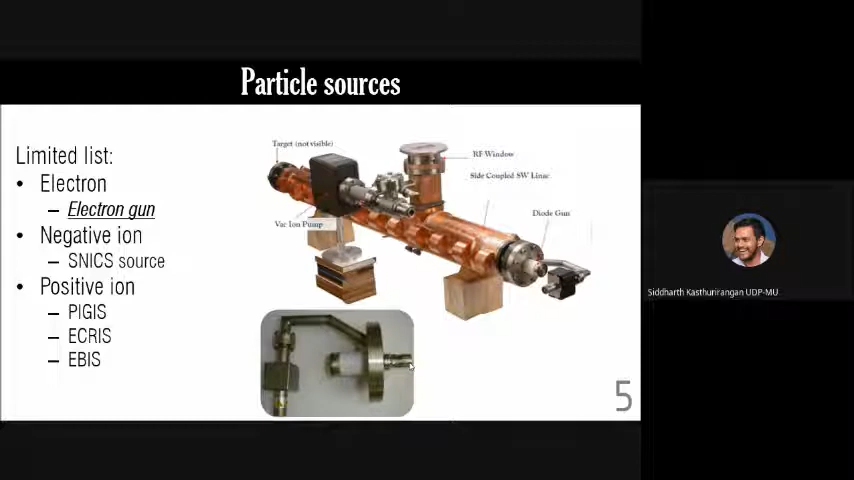 Particle sources
Limited list:
• Electron
– Electron gun
• Negative ion
– SNICS source
• Positive ion
– PIGIS
– ECRIS
– EBIS
Target (not visible)
RF Window
Side Coupled SW Linac
Diode Gun
Vac Ion Pump
5
Siddharth Kasthurirangan UDP-MU